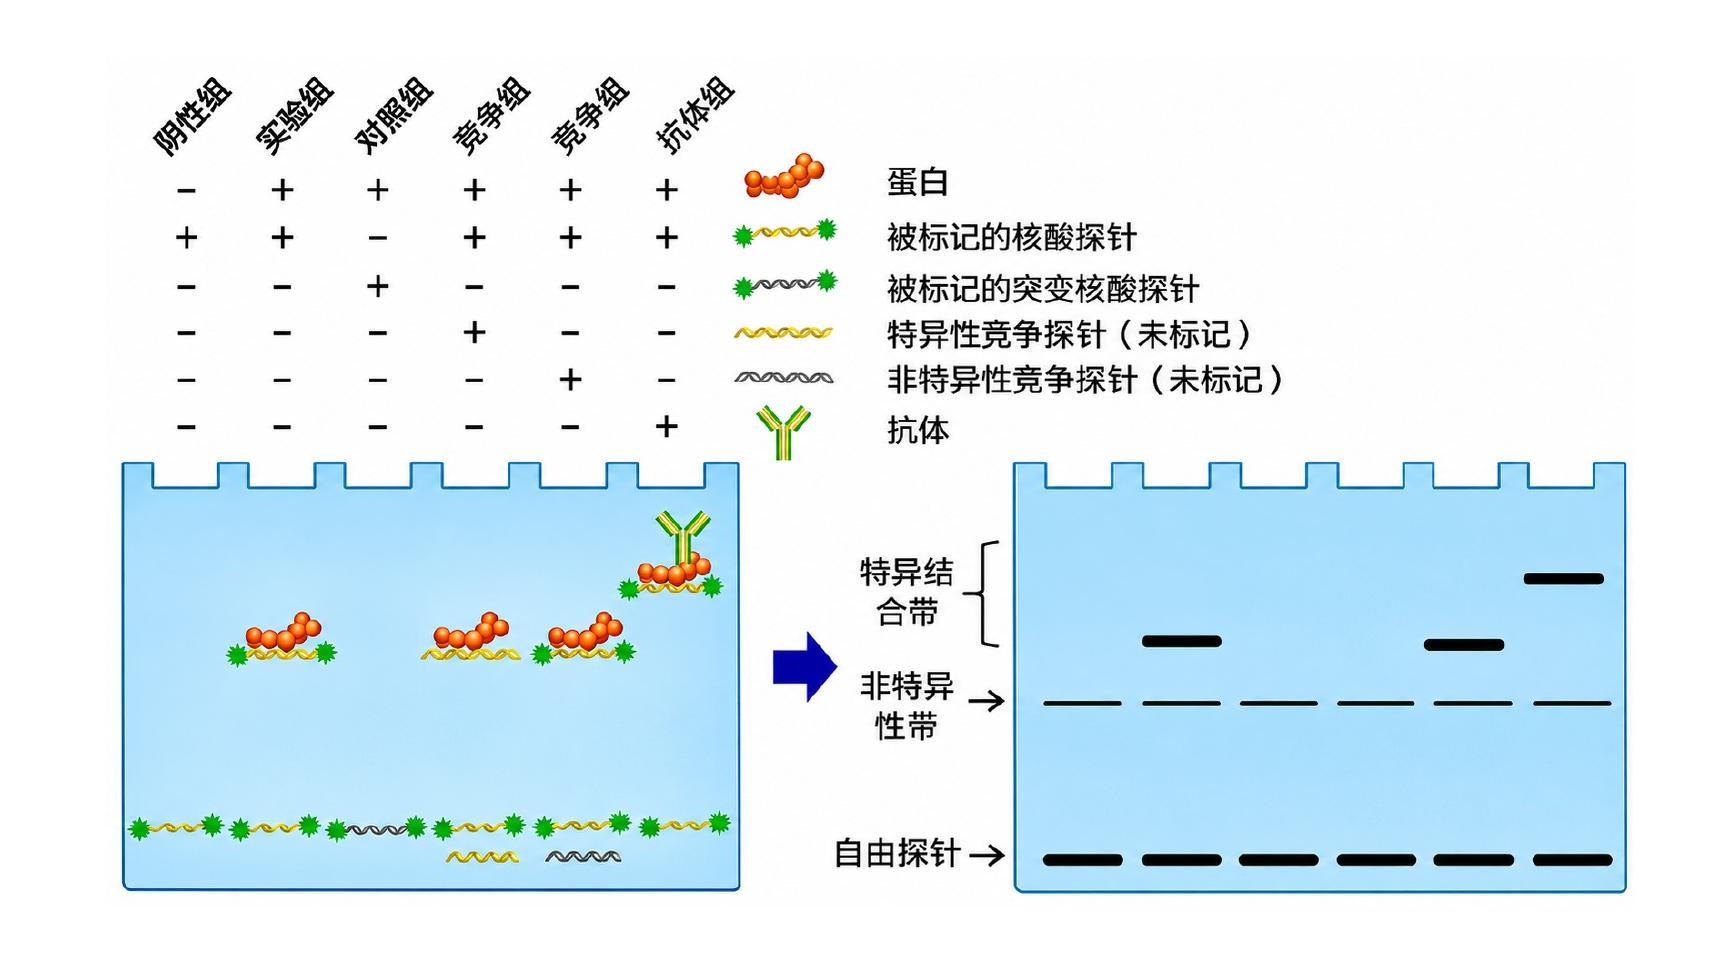 阴性组 实验组 对照组 竞争组 竞争组 抗体组
− + + + + + 蛋白
+ + − + + + 被标记的核酸探针
− − + − − − 被标记的突变核酸探针
− − − + − − 特异性竞争探针（未标记）
− − − − + − 非特异性竞争探针（未标记）
− − − − − + 抗体
特异结
合带
非特异
性带
自由探针